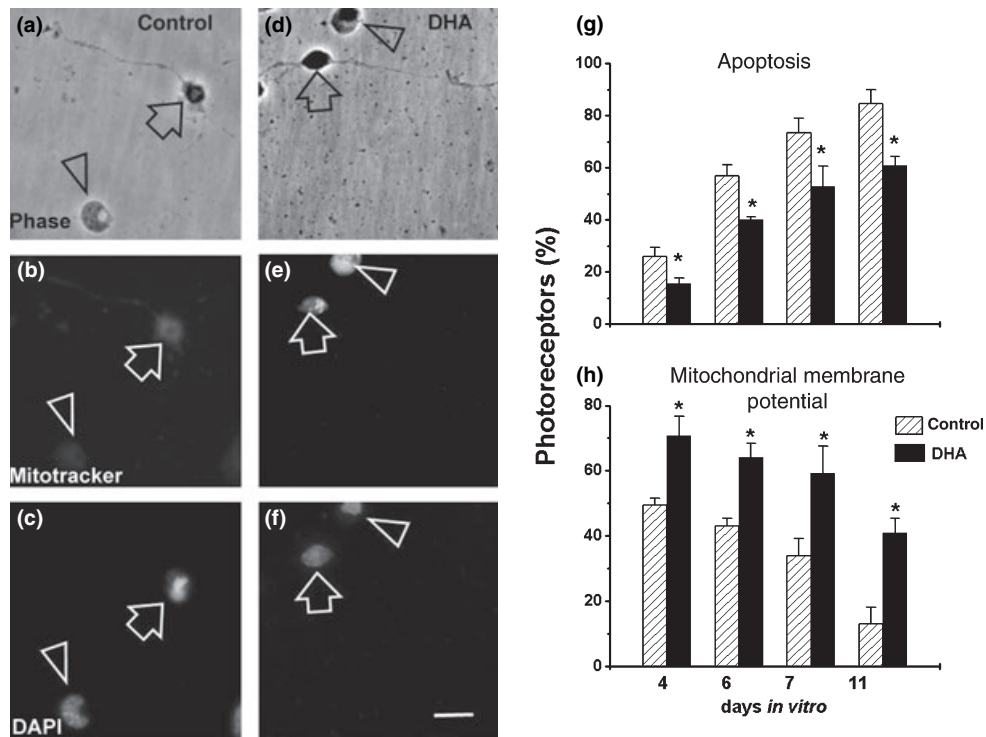 (a) Control
Phase
(b)
Mitotracker
(c)
DAPI
(d) DHA
(e)
(f)
Photoreceptors (%)
(g)
Apoptosis
100
80
60
40
20
0
* * * *
(h)
Mitochondrial membrane
potential
80
60
40
20
0
* * * *
Control
DHA
4 6 7 11
days in vitro